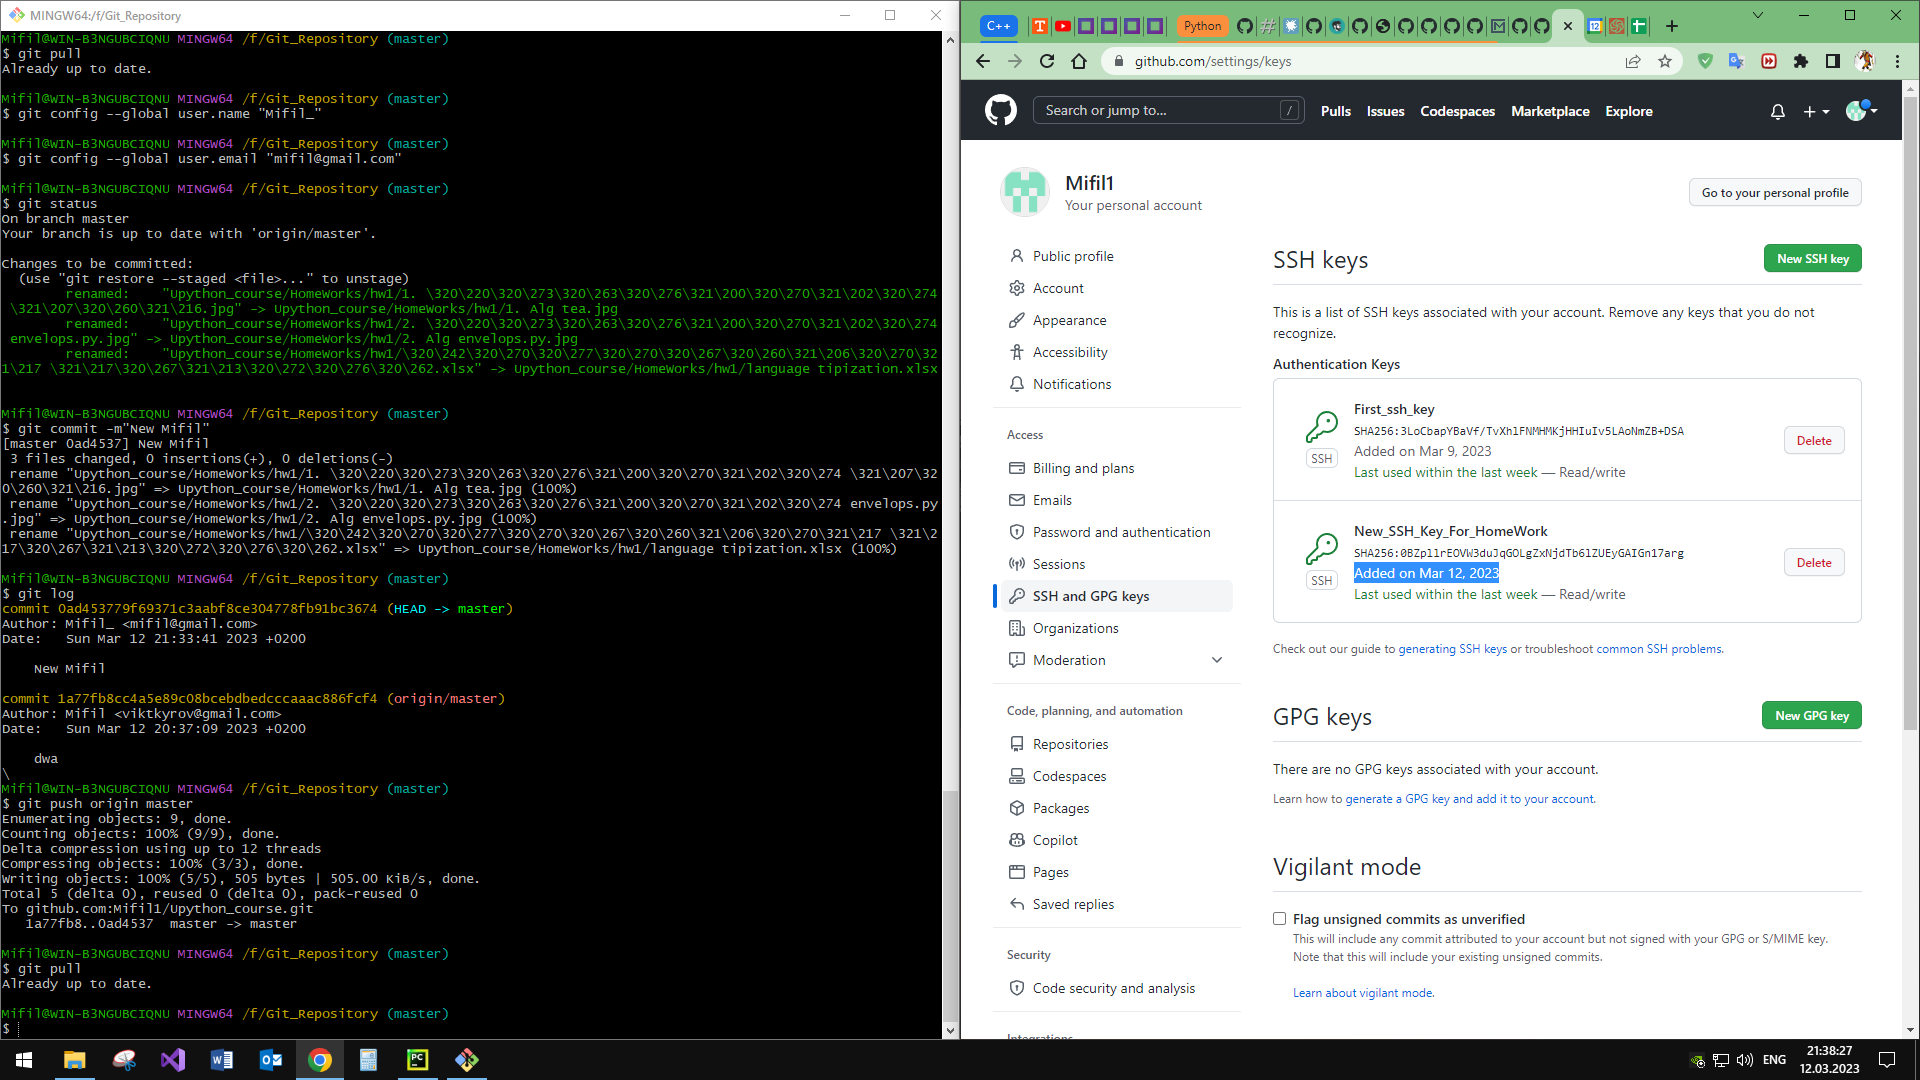 MINGW64:/f/Git_Repository
Mifil@WIN-B3NGUBCIQNU MINGW64 /f/Git_Repository (master)
$ git pull
Already up to date.
Mifil@WIN-B3NGUBCIQNU MINGW64 /f/Git_Repository (master)
$ git config --global user.name "Mifil_"
Mifil@WIN-B3NGUBCIQNU MINGW64 /f/Git_Repository (master)
$ git config --global user.email "mifil@gmail.com"
Mifil@WIN-B3NGUBCIQNU MINGW64 /f/Git_Repository (master)
$ git status
On branch master
Your branch is up to date with 'origin/master'.
Changes to be committed:
(use "git restore --staged <file>..." to unstage)
renamed: "Upython_course/HomeWorks/hw1/1. \320\220\320\273\320\263\320\276\321\200\320\270\321\202\320\274
\321\207\320\260\321\216.jpg" -> Upython_course/HomeWorks/hw1/1. Alg tea.jpg
renamed: "Upython_course/HomeWorks/hw1/2. \320\220\320\273\320\263\320\276\321\200\320\270\321\202\320\274
envelops.py.jpg" -> Upython_course/HomeWorks/hw1/2. Alg envelops.py.jpg
renamed: "Upython_course/HomeWorks/hw1/\320\242\320\270\320\277\320\270\320\267\320\260\321\206\320\270\32
1\217 \321\217\320\267\321\213\320\272\320\276\320\262.xlsx" -> Upython_course/HomeWorks/hw1/language tipization.xlsx
Mifil@WIN-B3NGUBCIQNU MINGW64 /f/Git_Repository (master)
$ git commit -m"New Mifil"
[master 0ad4537] New Mifil
3 files changed, 0 insertions(+), 0 deletions(-)
rename "Upython_course/HomeWorks/hw1/1. \320\220\320\273\320\263\320\276\321\200\320\270\321\202\320\274 \321\207\32
0\260\321\216.jpg" => Upython_course/HomeWorks/hw1/1. Alg tea.jpg (100%)
rename "Upython_course/HomeWorks/hw1/2. \320\220\320\273\320\263\320\276\321\200\320\270\321\202\320\274 envelops.py
.jpg" => Upython_course/HomeWorks/hw1/2. Alg envelops.py.jpg (100%)
rename "Upython_course/HomeWorks/hw1/\320\242\320\270\320\277\320\270\320\267\320\260\321\206\320\270\321\217 \321\2
17\320\267\321\213\320\272\320\276\320\262.xlsx" => Upython_course/HomeWorks/hw1/language tipization.xlsx (100%)
Mifil@WIN-B3NGUBCIQNU MINGW64 /f/Git_Repository (master)
$ git log
commit 0ad453779f69371c3aabf8ce304778fb91bc3674 (HEAD -> master)
Author: Mifil_ <mifil@gmail.com>
Date: Sun Mar 12 21:33:41 2023 +0200
New Mifil
commit 1a77fb8cc4a5e89c08bcebdbedcccaaac886fcf4 (origin/master)
Author: Mifil <viktkyrov@gmail.com>
Date: Sun Mar 12 20:37:09 2023 +0200
dwa
\
Mifil@WIN-B3NGUBCIQNU MINGW64 /f/Git_Repository (master)
$ git push origin master
Enumerating objects: 9, done.
Counting objects: 100% (9/9), done.
Delta compression using up to 12 threads
Compressing objects: 100% (3/3), done.
Writing objects: 100% (5/5), 505 bytes | 505.00 KiB/s, done.
Total 5 (delta 0), reused 0 (delta 0), pack-reused 0
To github.com:Mifil1/Upython_course.git
1a77fb8..0ad4537 master -> master
Mifil@WIN-B3NGUBCIQNU MINGW64 /f/Git_Repository (master)
$ git pull
Already up to date.
Mifil@WIN-B3NGUBCIQNU MINGW64 /f/Git_Repository (master)
$
C++
Python
github.com/settings/keys
Search or jump to... /
Pulls Issues Codespaces Marketplace Explore
Mifil1
Your personal account
Go to your personal profile
Public profile
Account
Appearance
Accessibility
Notifications
Access
Billing and plans
Emails
Password and authentication
Sessions
SSH and GPG keys
Organizations
Moderation
Code, planning, and automation
Repositories
Codespaces
Packages
Copilot
Pages
Saved replies
Security
Code security and analysis
Integrations
SSH keys
New SSH key
This is a list of SSH keys associated with your account. Remove any keys that you do not
recognize.
Authentication Keys
First_ssh_key
SHA256:3LoCbapYBaVf/TvXhlFNMHMKjHHIuIv5LAoNmZB+DSA
Added on Mar 9, 2023
Last used within the last week — Read/write
SSH
Delete
New_SSH_Key_For_HomeWork
SHA256:0BZpllrEOVW3duJqGOLgZxNjdTb6lZUEyGAIGn17arg
Added on Mar 12, 2023
Last used within the last week — Read/write
SSH
Delete
Check out our guide to generating SSH keys or troubleshoot common SSH problems.
GPG keys
New GPG key
There are no GPG keys associated with your account.
Learn how to generate a GPG key and add it to your account.
Vigilant mode
Flag unsigned commits as unverified
This will include any commit attributed to your account but not signed with your GPG or S/MIME key.
Note that this will include your existing unsigned commits.
Learn about vigilant mode.
ENG
21:38:27
12.03.2023